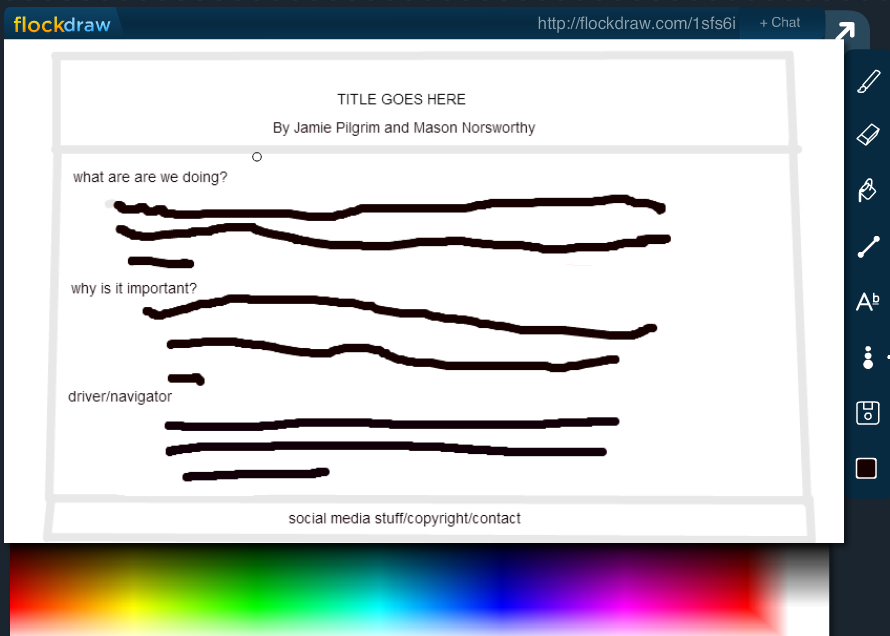 flockdraw
http://flockdraw.com/1sfs6i + Chat
TITLE GOES HERE
By Jamie Pilgrim and Mason Norsworthy
what are are we doing?
why is it important?
driver/navigator
social media stuff/copyright/contact
Ab